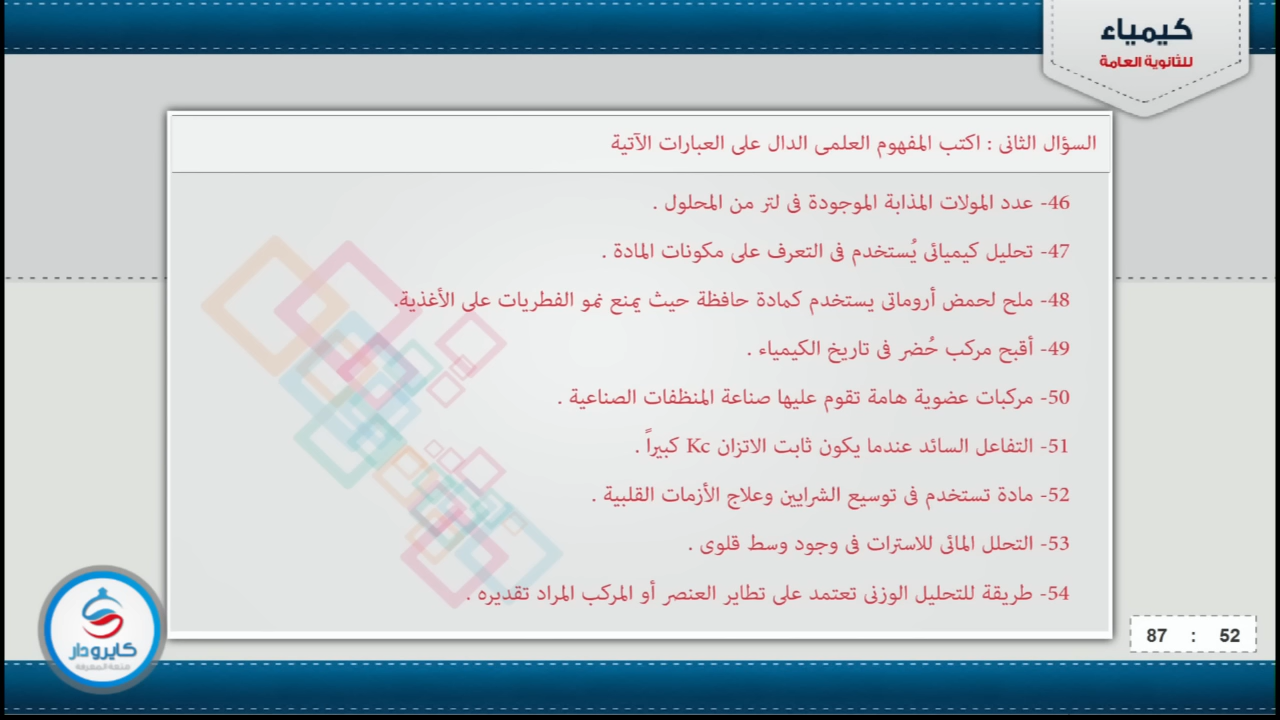 كيمياء
للثانوية العامة
السؤال الثانى : اكتب المفهوم العلمى الدال على العبارات الآتية
46- عدد المولات المذابة الموجودة فى لتر من المحلول .
47- تحليل كيميائى يُستخدم فى التعرف على مكونات المادة .
48- ملح لحمض أروماتى يستخدم كمادة حافظة حيث يمنع نمو الفطريات على الأغذية.
49- أقبح مركب حُضر فى تاريخ الكيمياء .
50- مركبات عضوية هامة تقوم عليها صناعة المنظفات الصناعية .
51- التفاعل السائد عندما يكون ثابت الاتزان Kc كبيراً .
52- مادة تستخدم فى توسيع الشرايين وعلاج الأزمات القلبية .
53- التحلل المائى للاسترات فى وجود وسط قلوى .
54- طريقة للتحليل الوزنى تعتمد على تطاير العنصر أو المركب المراد تقديره .
87 : 52
كايرودار
متعة المعرفة